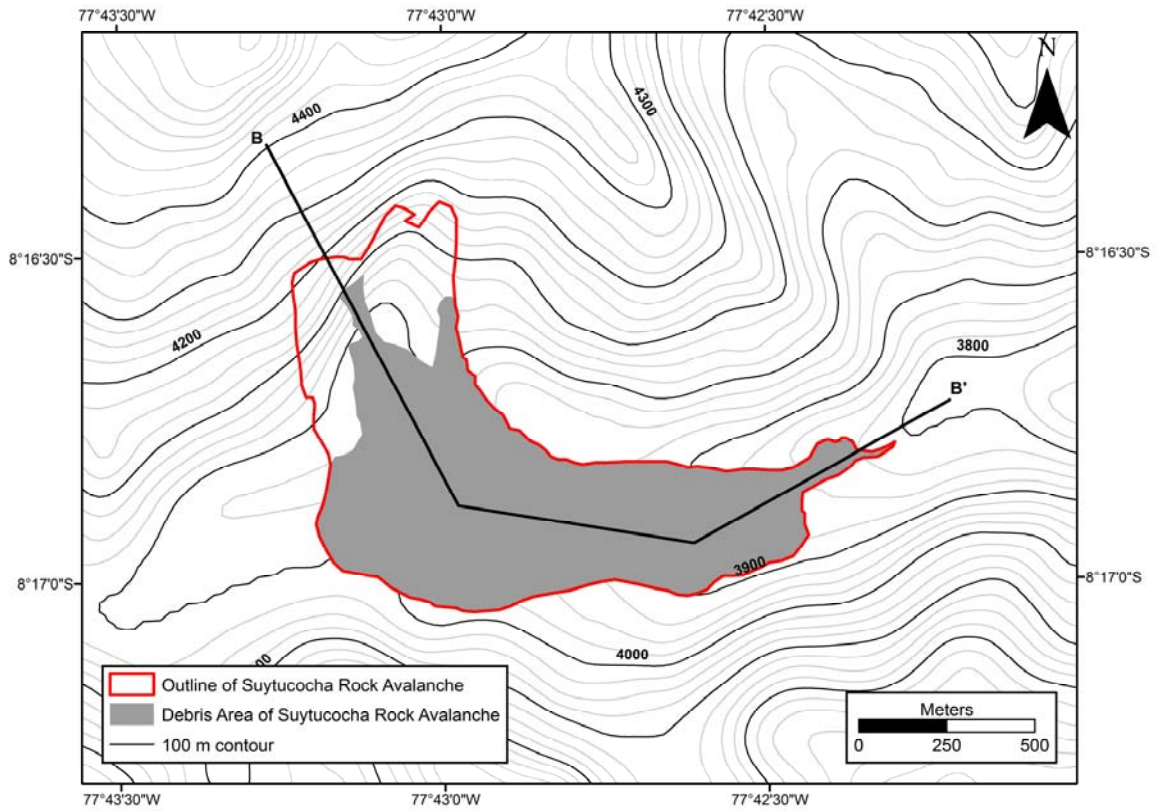 77°43'30"W 77°43'0"W 77°42'30"W
N
4400
4300
B
8°16'30"S 8°16'30"S
4200
3800
B'
3900
8°17'0"S 8°17'0"S
4000
Outline of Suytucocha Rock Avalanche
Debris Area of Suytucocha Rock Avalanche
100 m contour
Meters
0 250 500
77°43'30"W 77°43'0"W 77°42'30"W